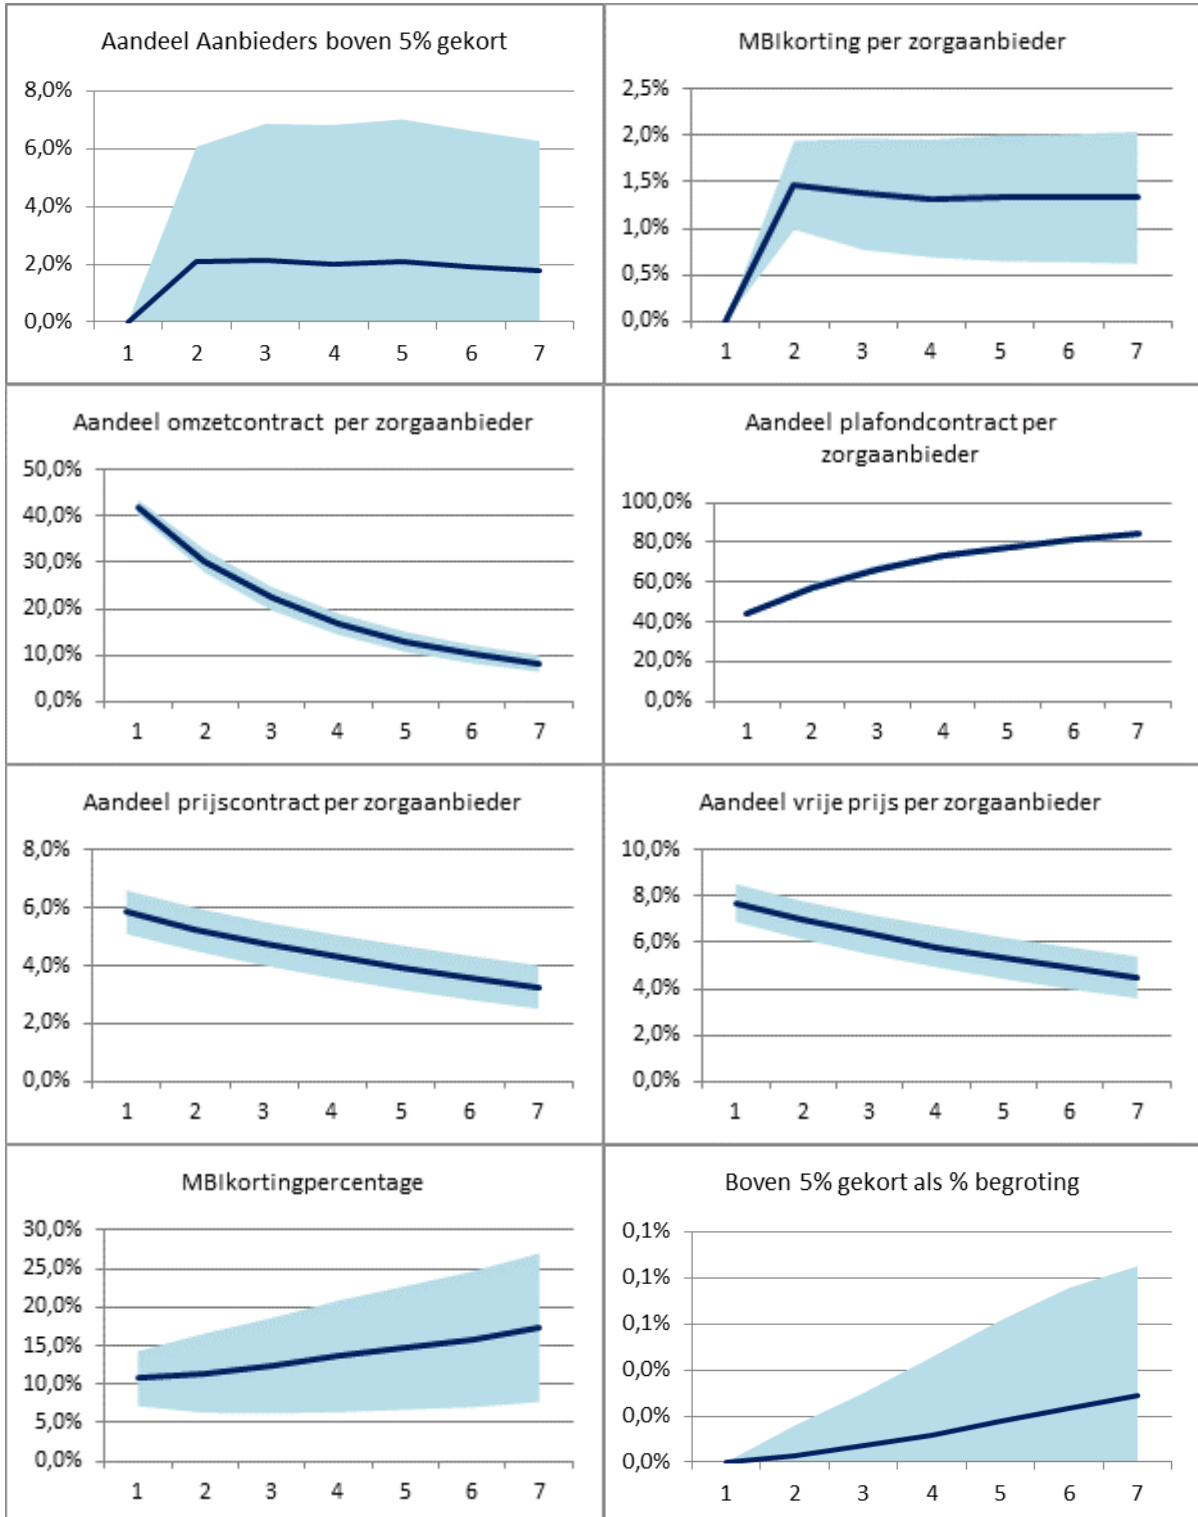 Aandeel Aanbieders boven 5% gekort
8,0%
6,0%
4,0%
2,0%
0,0%
1 2 3 4 5 6 7
MBIkorting per zorgaanbieder
2,5%
2,0%
1,5%
1,0%
0,5%
0,0%
1 2 3 4 5 6 7
Aandeel omzetcontract per zorgaanbieder
50,0%
40,0%
30,0%
20,0%
10,0%
0,0%
1 2 3 4 5 6 7
Aandeel plafondcontract per
zorgaanbieder
100,0%
80,0%
60,0%
40,0%
20,0%
0,0%
1 2 3 4 5 6 7
Aandeel prijscontract per zorgaanbieder
8,0%
6,0%
4,0%
2,0%
0,0%
1 2 3 4 5 6 7
Aandeel vrije prijs per zorgaanbieder
10,0%
8,0%
6,0%
4,0%
2,0%
0,0%
1 2 3 4 5 6 7
MBIkortingpercentage
30,0%
25,0%
20,0%
15,0%
10,0%
5,0%
0,0%
1 2 3 4 5 6 7
Boven 5% gekort als % begroting
0,1%
0,1%
0,1%
0,0%
0,0%
0,0%
1 2 3 4 5 6 7